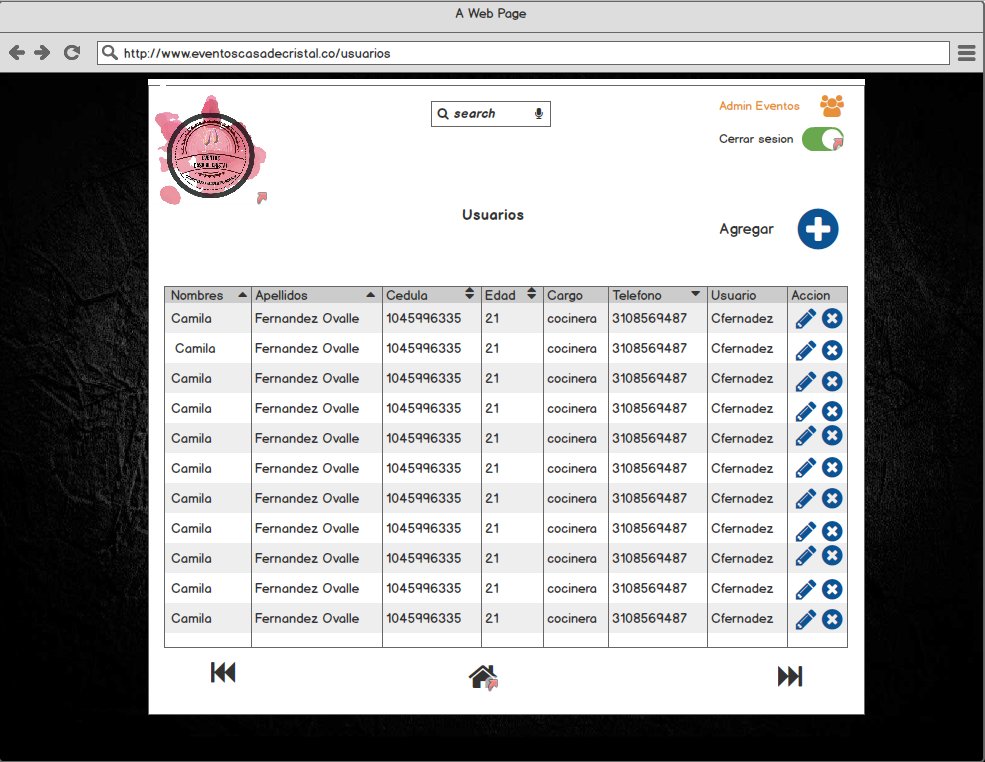 A Web Page
http://www.eventoscasadecristal.co/usuarios
search
Admin Eventos
Cerrar sesion
EVENTOS
CASA DE CRISTAL
Usuarios
Agregar
Nombres Apellidos Cedula Edad Cargo Telefono Usuario Accion
Camila Fernandez Ovalle 1045996335 21 cocinera 3108569487 Cfernadez
Camila Fernandez Ovalle 1045996335 21 cocinera 3108569487 Cfernadez
Camila Fernandez Ovalle 1045996335 21 cocinera 3108569487 Cfernadez
Camila Fernandez Ovalle 1045996335 21 cocinera 3108569487 Cfernadez
Camila Fernandez Ovalle 1045996335 21 cocinera 3108569487 Cfernadez
Camila Fernandez Ovalle 1045996335 21 cocinera 3108569487 Cfernadez
Camila Fernandez Ovalle 1045996335 21 cocinera 3108569487 Cfernadez
Camila Fernandez Ovalle 1045996335 21 cocinera 3108569487 Cfernadez
Camila Fernandez Ovalle 1045996335 21 cocinera 3108569487 Cfernadez
Camila Fernandez Ovalle 1045996335 21 cocinera 3108569487 Cfernadez
Camila Fernandez Ovalle 1045996335 21 cocinera 3108569487 Cfernadez